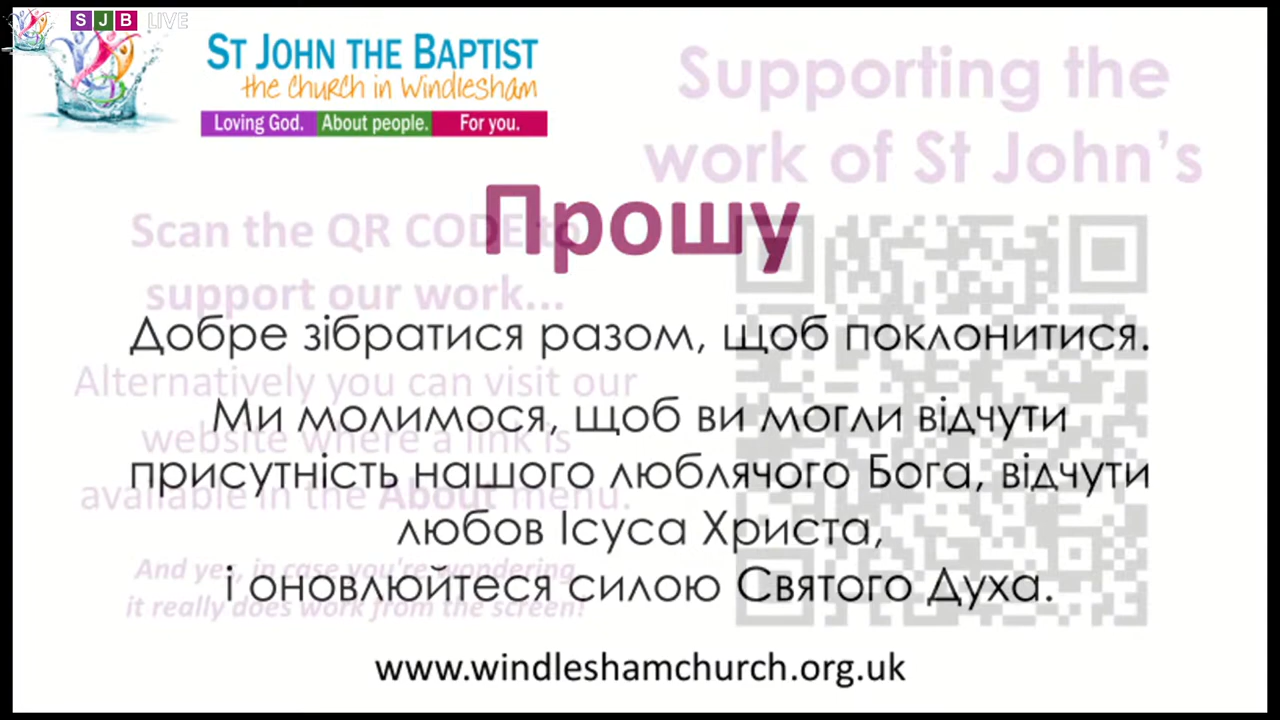 SJB LIVE
ST JOHN THE BAPTIST
the church in Windlesham
Loving God. About people. For you.
Supporting the
work of St John's
Прошу
Scan the QR CODE to
support our work...
Добре зібратися разом, щоб поклонитися.
Alternatively you can visit our
website where a link is
available in the About menu.
Ми молимося, щоб ви могли відчути
присутність нашого люблячого Бога, відчути
любов Ісуса Христа,
і оновлюйтеся силою Святого Духа.
And yes, in case you're wondering
it really does work from the screen!
www.windleshamchurch.org.uk